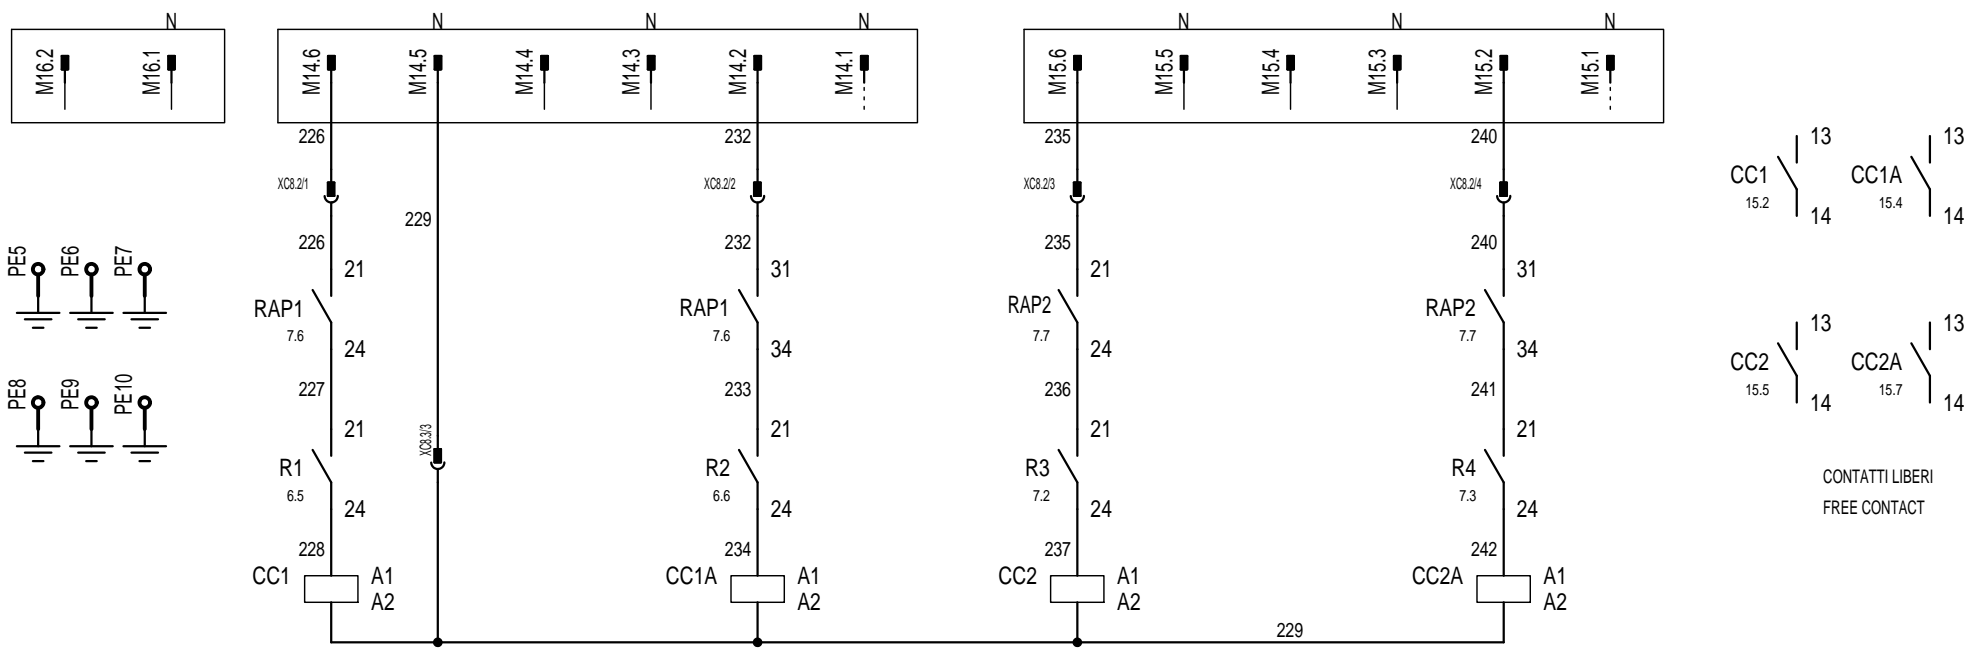 N N N N N N N
M16.2 M16.1 M14.6 M14.5 M14.4 M14.3 M14.2 M14.1 M15.6 M15.5 M15.4 M15.3 M15.2 M15.1
226 232 235 240 13 13
XC8.2/1 XC8.2/2 XC8.2/3 XC8.2/4 CC1 CC1A
15.2 15.4
229 14 14
226 232 235 240
PE5 PE6 PE7 21 31 21 31
RAP1 RAP1 RAP2 RAP2
7.6 7.6 7.7 7.7 13 13
24 34 24 34
CC2 CC2A
227 233 236 241 15.5 15.7
PE8 PE9 PE10 14 14
21 XC8.3/3 21 21 21
R1 R2 R3 R4
6.5 6.6 7.2 7.3 CONTATTI LIBERI
24 24 24 24 FREE CONTACT
228 234 237 242
CC1 A1 CC1A A1 CC2 A1 CC2A A1
A2 A2 A2 A2
229